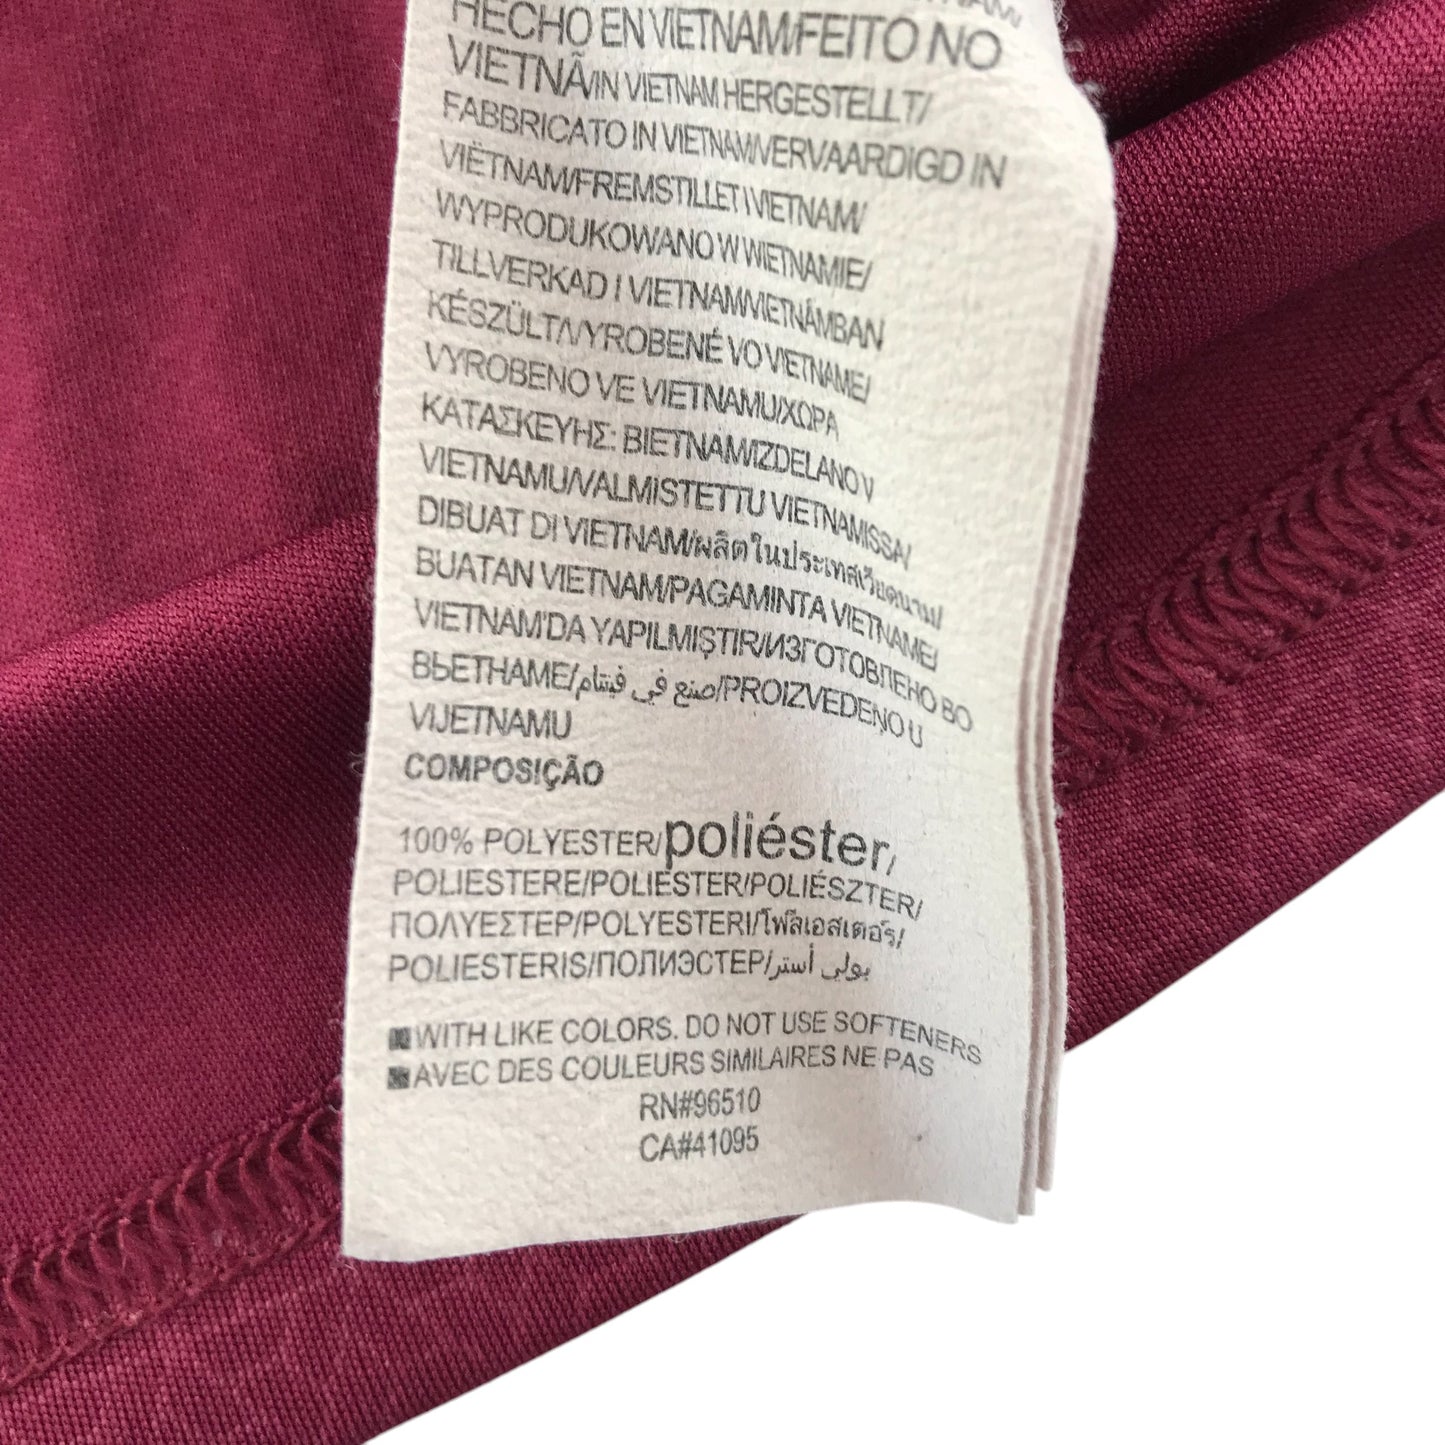 HECHO EN VIETNAM/FEITO NO
VIETNÃ/IN VIETNAM HERGESTELLT/
FABBRICATO IN VIETNAM/VERVAARDIGD IN
VIËTNAM/FREMSTILLET I VIETNAM/
WYPRODUKOWANO W WIETNAMIE/
TILLVERKAD I VIETNAM/VIETNÁMBAN
KÉSZÜLT/VYROBENÉ VO VIETNAME/
VYROBENO VE VIETNAMU/ΧΩΡΑ
ΚΑΤΑΣΚΕΥΗΣ: ΒΙΕΤΝΑΜ/IZDELANO V
VIETNAMU/VALMISTETTU VIETNAMISSA/
DIBUAT DI VIETNAM/ผลิตในประเทศเวียดนาม/
BUATAN VIETNAM/PAGAMINTA VIETNAME/
VIETNAM'DA YAPILMIŞTIR/ИЗГОТОВЛЕНО ВО
ВЬЕТНАМЕ/صنع في فيتنام/PROIZVEDENO U
VIJETNAMU
COMPOSIÇÃO
100% POLYESTER/poliéster/
POLIESTERE/POLIESTER/POLIÉSZTER/
ΠΟΛΥΕΣΤΕΡ/POLYESTERI/โพลีเอสเตอร์/
POLIESTERIS/ПОЛИЭСТЕР/بولي أستر
WITH LIKE COLORS. DO NOT USE SOFTENERS
AVEC DES COULEURS SIMILAIRES NE PAS
RN#96510
CA#41095